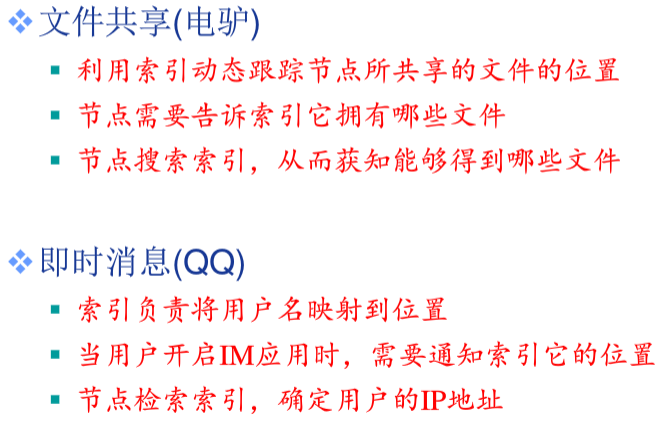 文件共享(电驴)
利用索引动态跟踪节点所共享的文件的位置
节点需要告诉索引它拥有哪些文件
节点搜索索引，从而获知能够得到哪些文件
即时消息(QQ)
索引负责将用户名映射到位置
当用户开启IM应用时，需要通知索引它的位置
节点检索索引，确定用户的IP地址